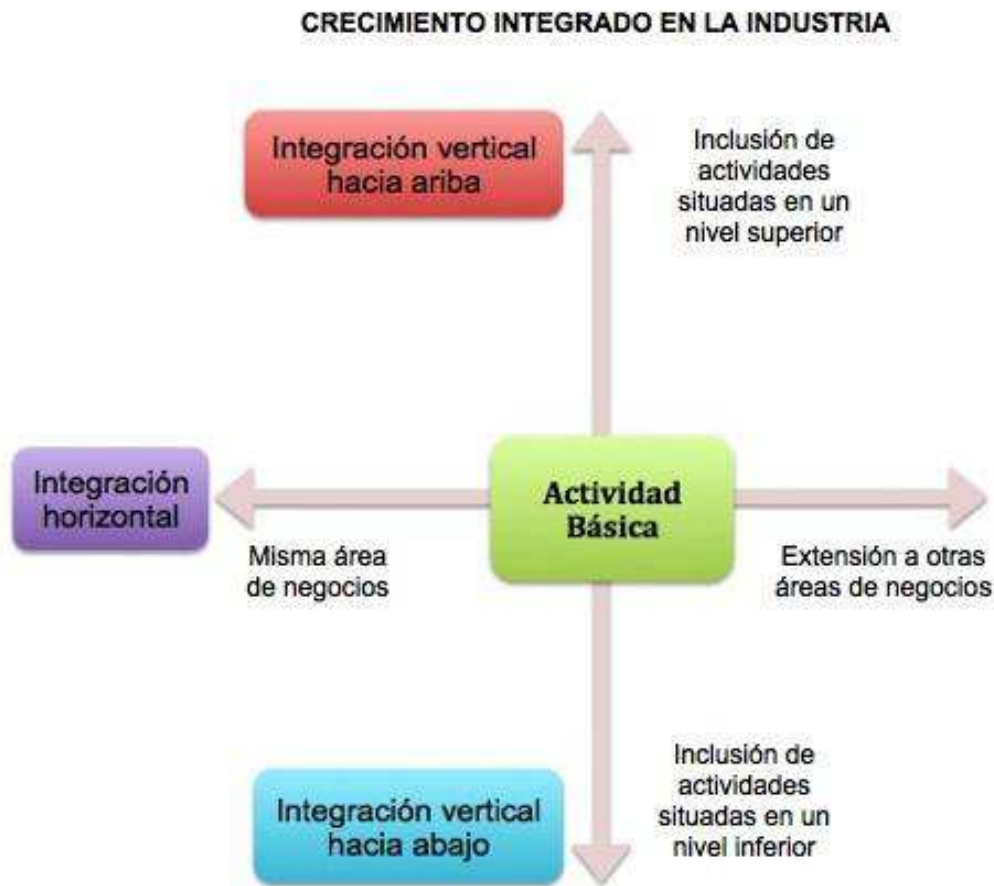 CRECIMIENTO INTEGRADO EN LA INDUSTRIA
Integración vertical
hacia ariba
Inclusión de
actividades
situadas en un
nivel superior
Integración
horizontal
Misma área
de negocios
Actividad
Básica
Extensión a otras
áreas de negocios
Integración vertical
hacia abajo
Inclusión de
actividades
situadas en un
nivel inferior